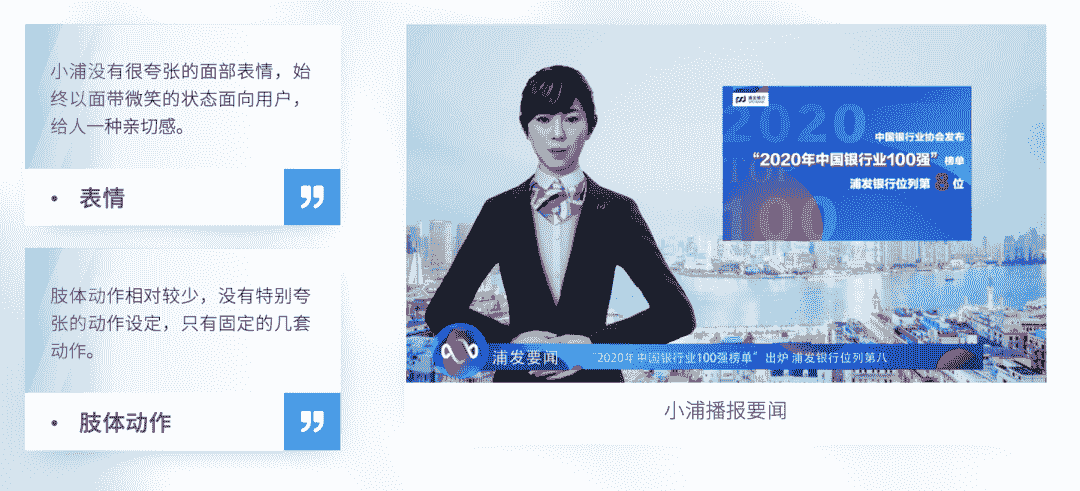 小浦没有很夸张的面部表情，始
终以面带微笑的状态面向用户，
给人一种亲切感。
• 表情
肢体动作相对较少，没有特别夸
张的动作设定，只有固定的几套
动作。
• 肢体动作
浦发银行
2020
中国银行业协会发布
“2020年中国银行业100强” 榜单
浦发银行位列第 8 位
100
浦发要闻
“2020年中国银行业100强榜单” 出炉 浦发银行位列第八
小浦播报要闻